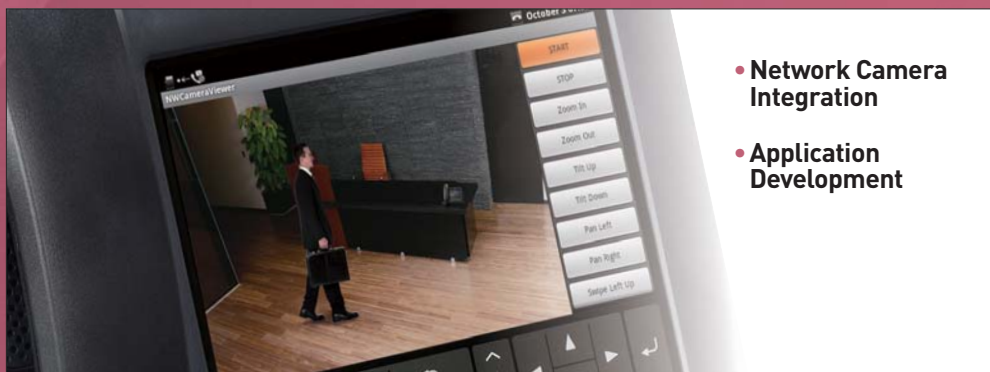 October
NWCameraViewer
START
STOP
Zoom In
Zoom Out
Tilt Up
Tilt Down
Pan Left
Pan Right
Swipe Left Up
•Network Camera
Integration
•Application
Development